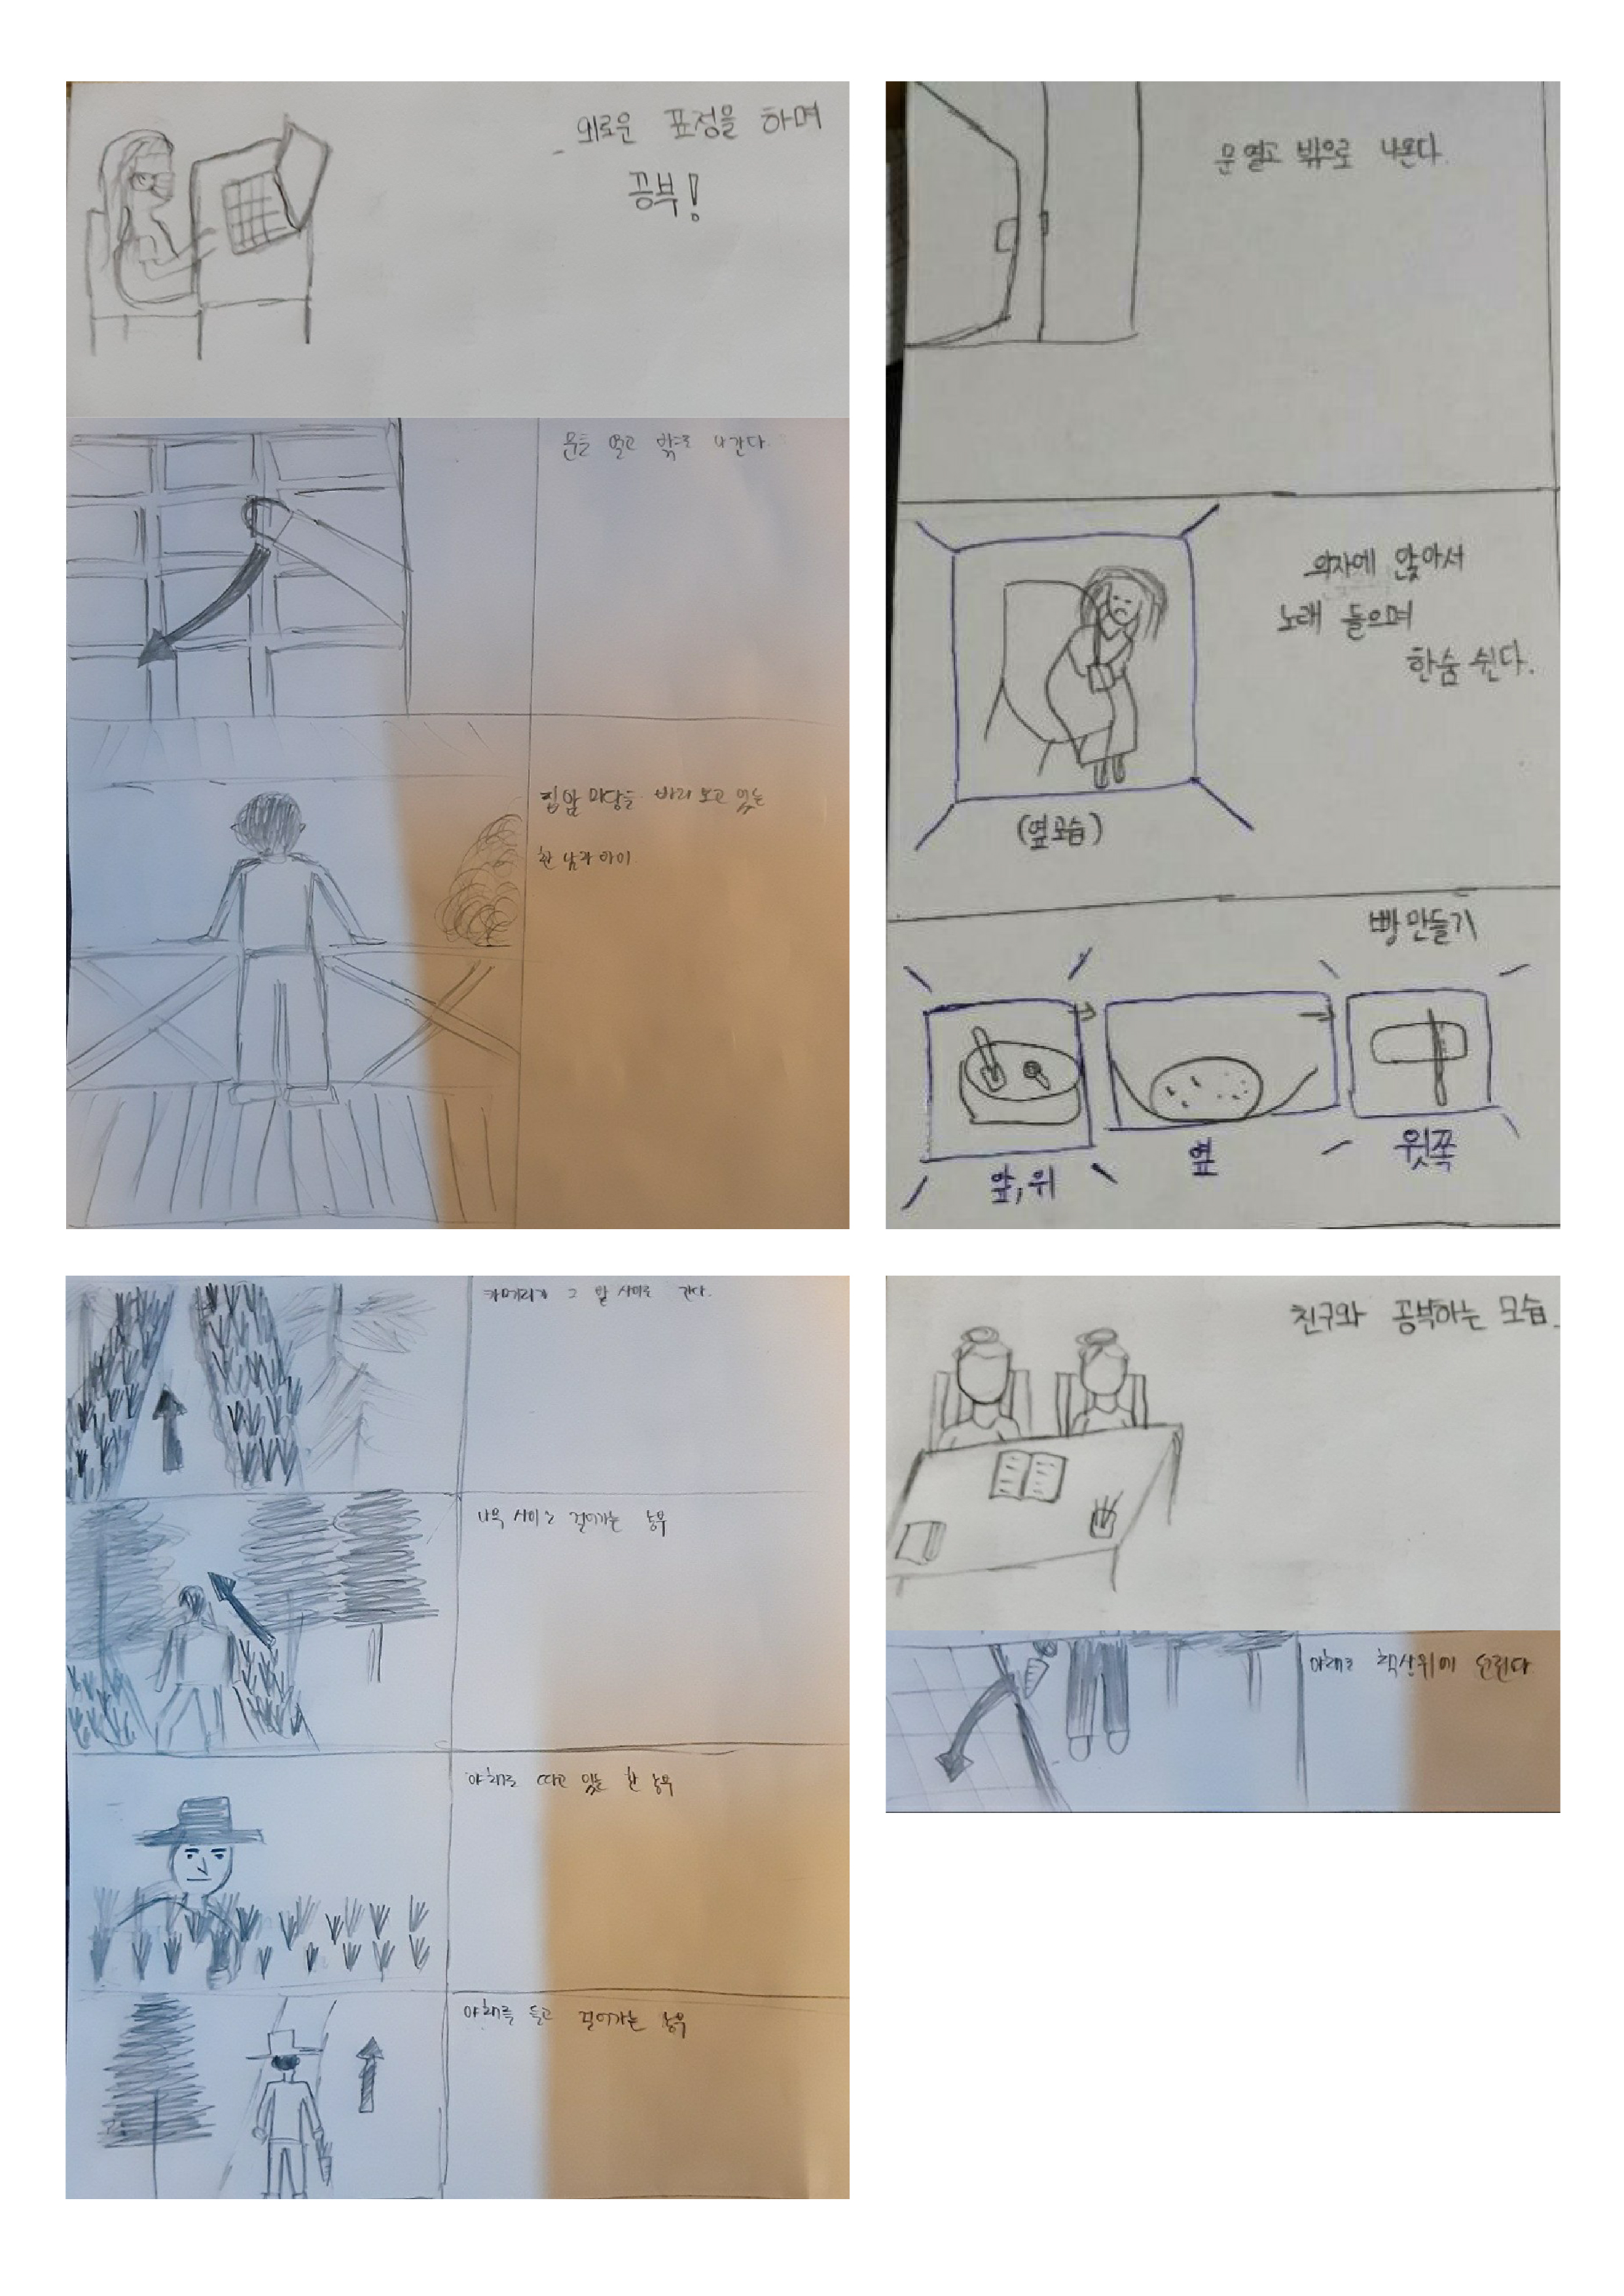 외로운 표정을 하며
공부!
문을 열고 밖으로 나간다.
집 앞 마당을 바라 보고 있는
한 남자 아이
문 열고 밖으로 나온다.
의자에 앉아서
노래 들으며
한숨 쉰다.
(옆모습)
빵 만들기
앞, 위
옆
윗쪽
카메라가 그 밭 사이로 간다.
나무 사이로 걸어가는 농부
야채를 따고 있는 한 농부
야채를 들고 걸어가는 농부
친구와 공부하는 모습.
야채를 책상위에 올린다